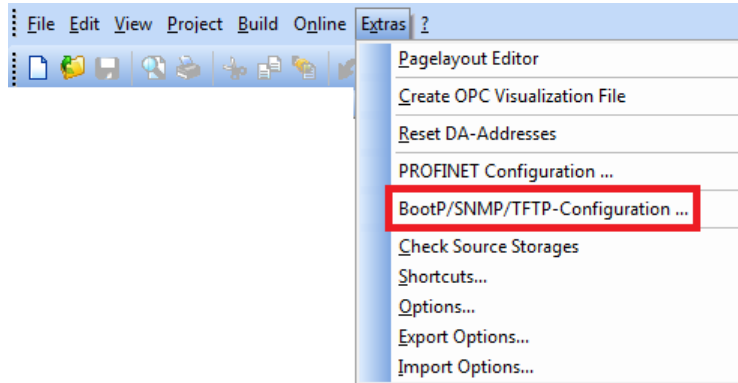 File Edit View Project Build Online Extras ?
Pagelayout Editor
Create OPC Visualization File
Reset DA-Addresses
PROFINET Configuration ...
BootP/SNMP/TFTP-Configuration ...
Check Source Storages
Shortcuts...
Options...
Export Options...
Import Options...